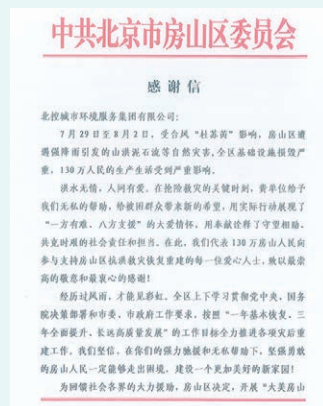 中共北京市房山区委员会
感谢信
北控城市环境服务集团有限公司：
7月29日至8月2日，受台风“杜苏芮”影响，房山区遭
遇强降雨引发的山洪泥石流等自然灾害，全区基础设施损毁严
重，130万人民的生产生活受到严重影响。
洪水无情，人间有爱。在抢险救灾的关键时刻，贵单位给予
我们无私的帮助，给被困群众带来新的希望，用实际行动展现了
“一方有难、八方支援”的大爱情怀，用奉献诠释了守望相助、
共克时艰的社会责任和担当。在此，我们代表130万房山人民向
参与支持房山区抗洪救灾恢复重建的每一位爱心人士，致以最崇
高的敬意和最衷心的感谢！
经历过风雨，才能见彩虹。全区上下学习贯彻党中央、国务
院决策部署和市委、市政府工作要求，按照“一年基本恢复、三
年全面提升、长远高质量发展”的工作目标全力推进各项灾后重
建工作。我们坚信，在你们的强力驰援和无私帮助下，坚强勇敢
的房山人民一定能够走出困境，建设一个更加美好的新家园！
为回馈社会各界的大力援助，房山区决定，开展“大美房山